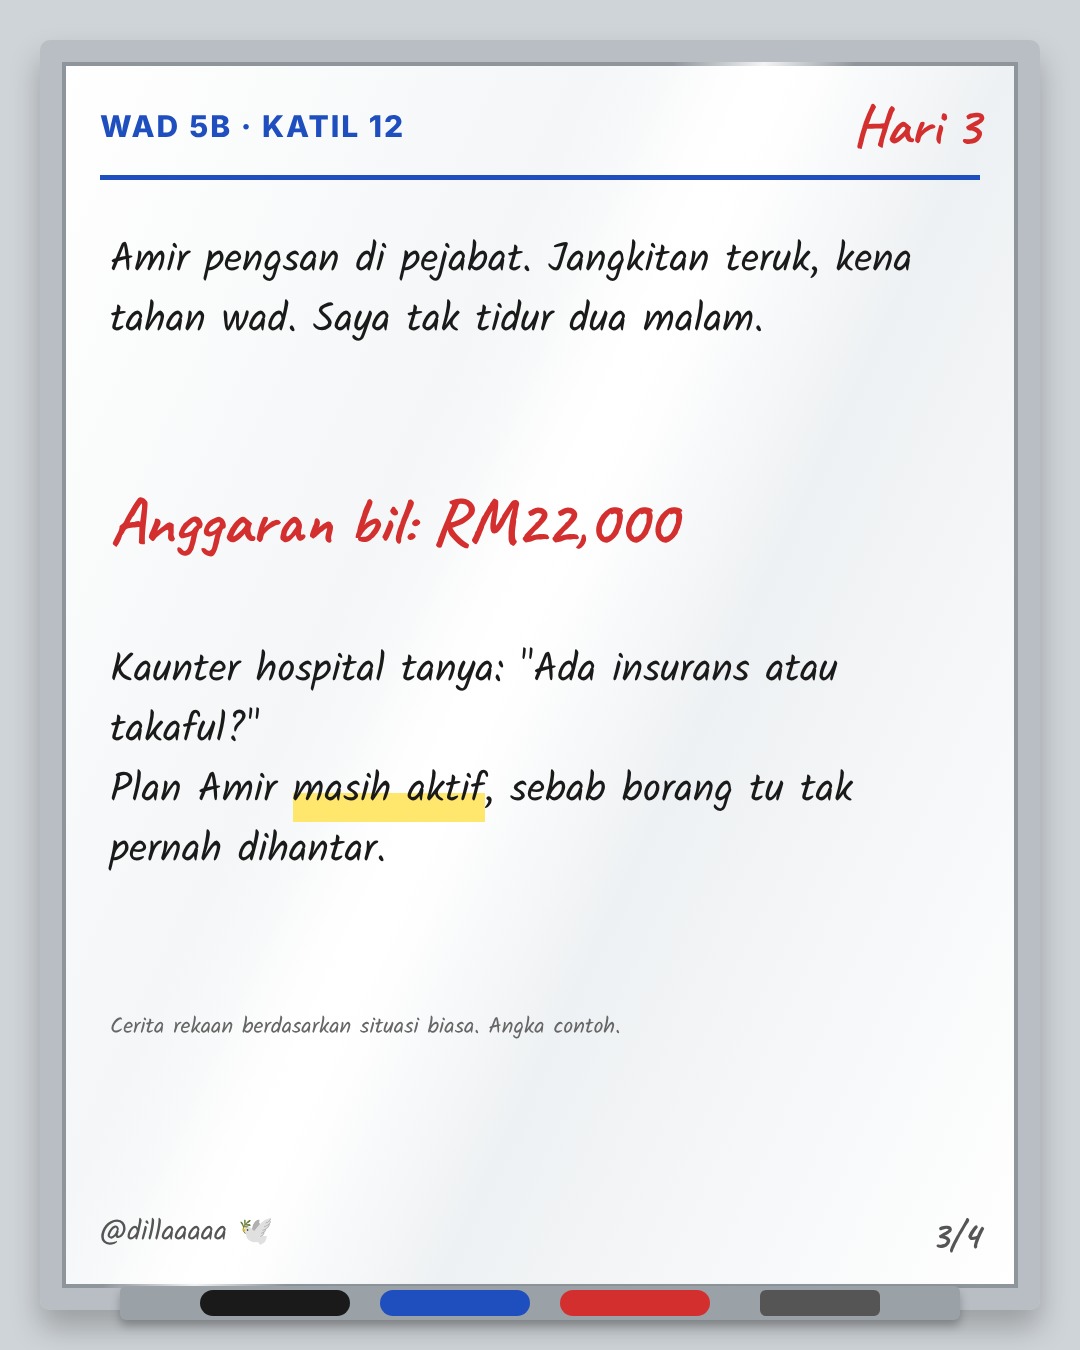 WAD 5B · KATIL 12
Hari 3
Amir pengsan di pejabat. Jangkitan teruk, kena
tahan wad. Saya tak tidur dua malam.
Anggaran bil: RM22,000
Kaunter hospital tanya: "Ada insurans atau
takaful?"
Plan Amir masih aktif, sebab borang tu tak
pernah dihantar.
Cerita rekaan berdasarkan situasi biasa. Angka contoh.
@dillaaaaa 🕊️
3/4